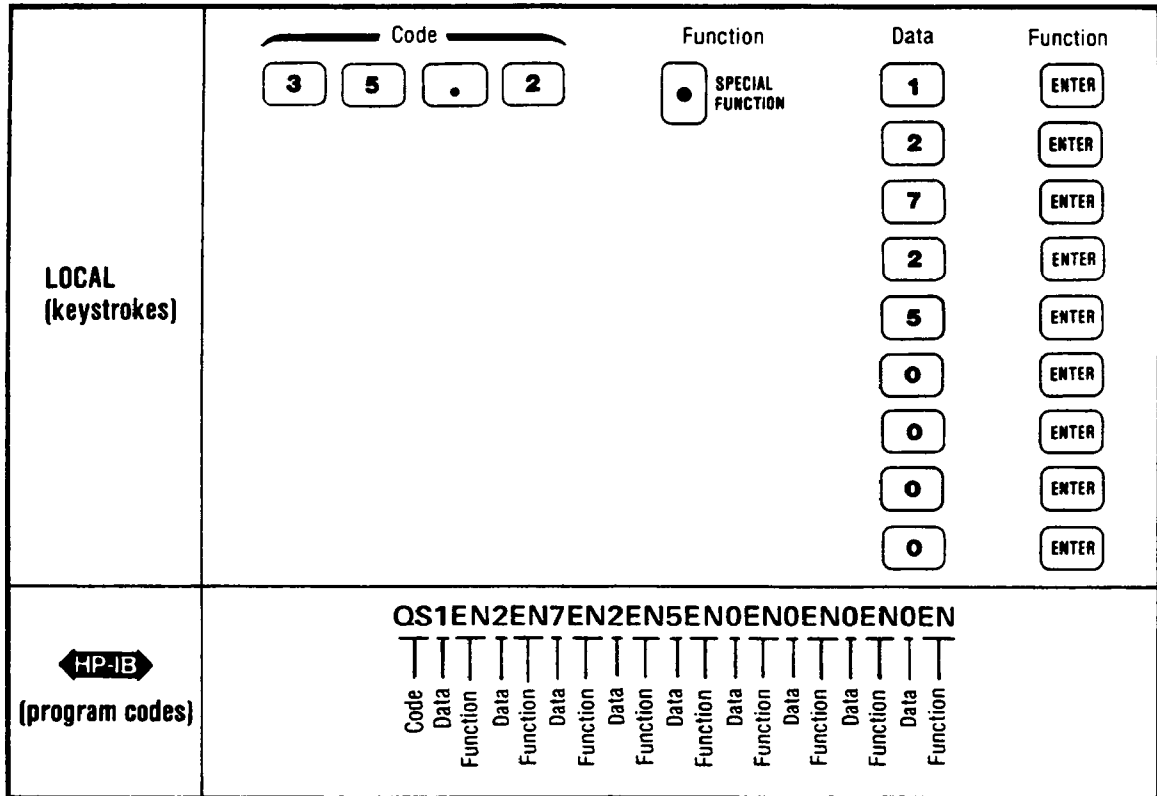 Code Function Data Function
3 5 . 2 SPECIAL FUNCTION 1 ENTER
2 ENTER
7 ENTER
2 ENTER
5 ENTER
0 ENTER
0 ENTER
0 ENTER
0 ENTER
LOCAL
(keystrokes)
HP-IB
(program codes)
QS1EN2EN7EN2EN5EN0EN0EN0EN0EN
Code Data Function Data Function Data Function Data Function Data Function Data Function Data Function Data Function Data Function